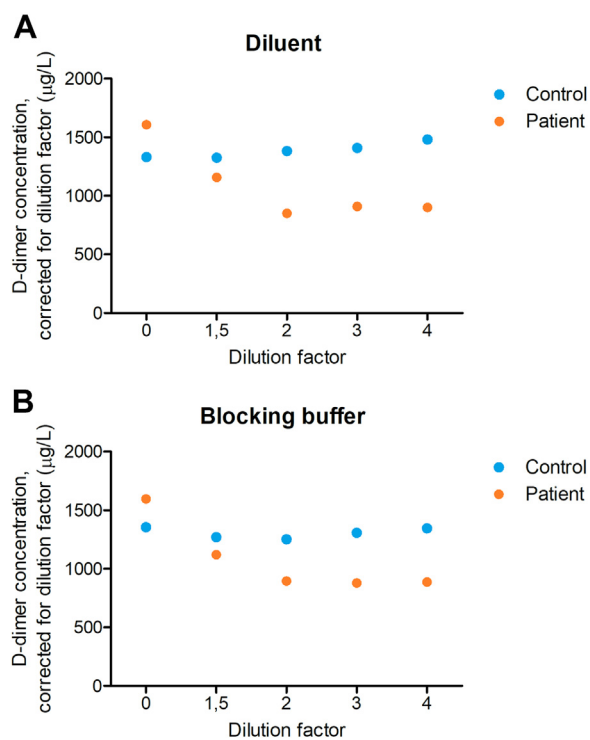 A
Diluent
D-dimer concentration,
corrected for dilution factor (µg/L)
2000
1500
1000
500
0
0 1,5 2 3 4
Dilution factor
Control
Patient
B
Blocking buffer
D-dimer concentration,
corrected for dilution factor (µg/L)
2000
1500
1000
500
0
0 1,5 2 3 4
Dilution factor
Control
Patient